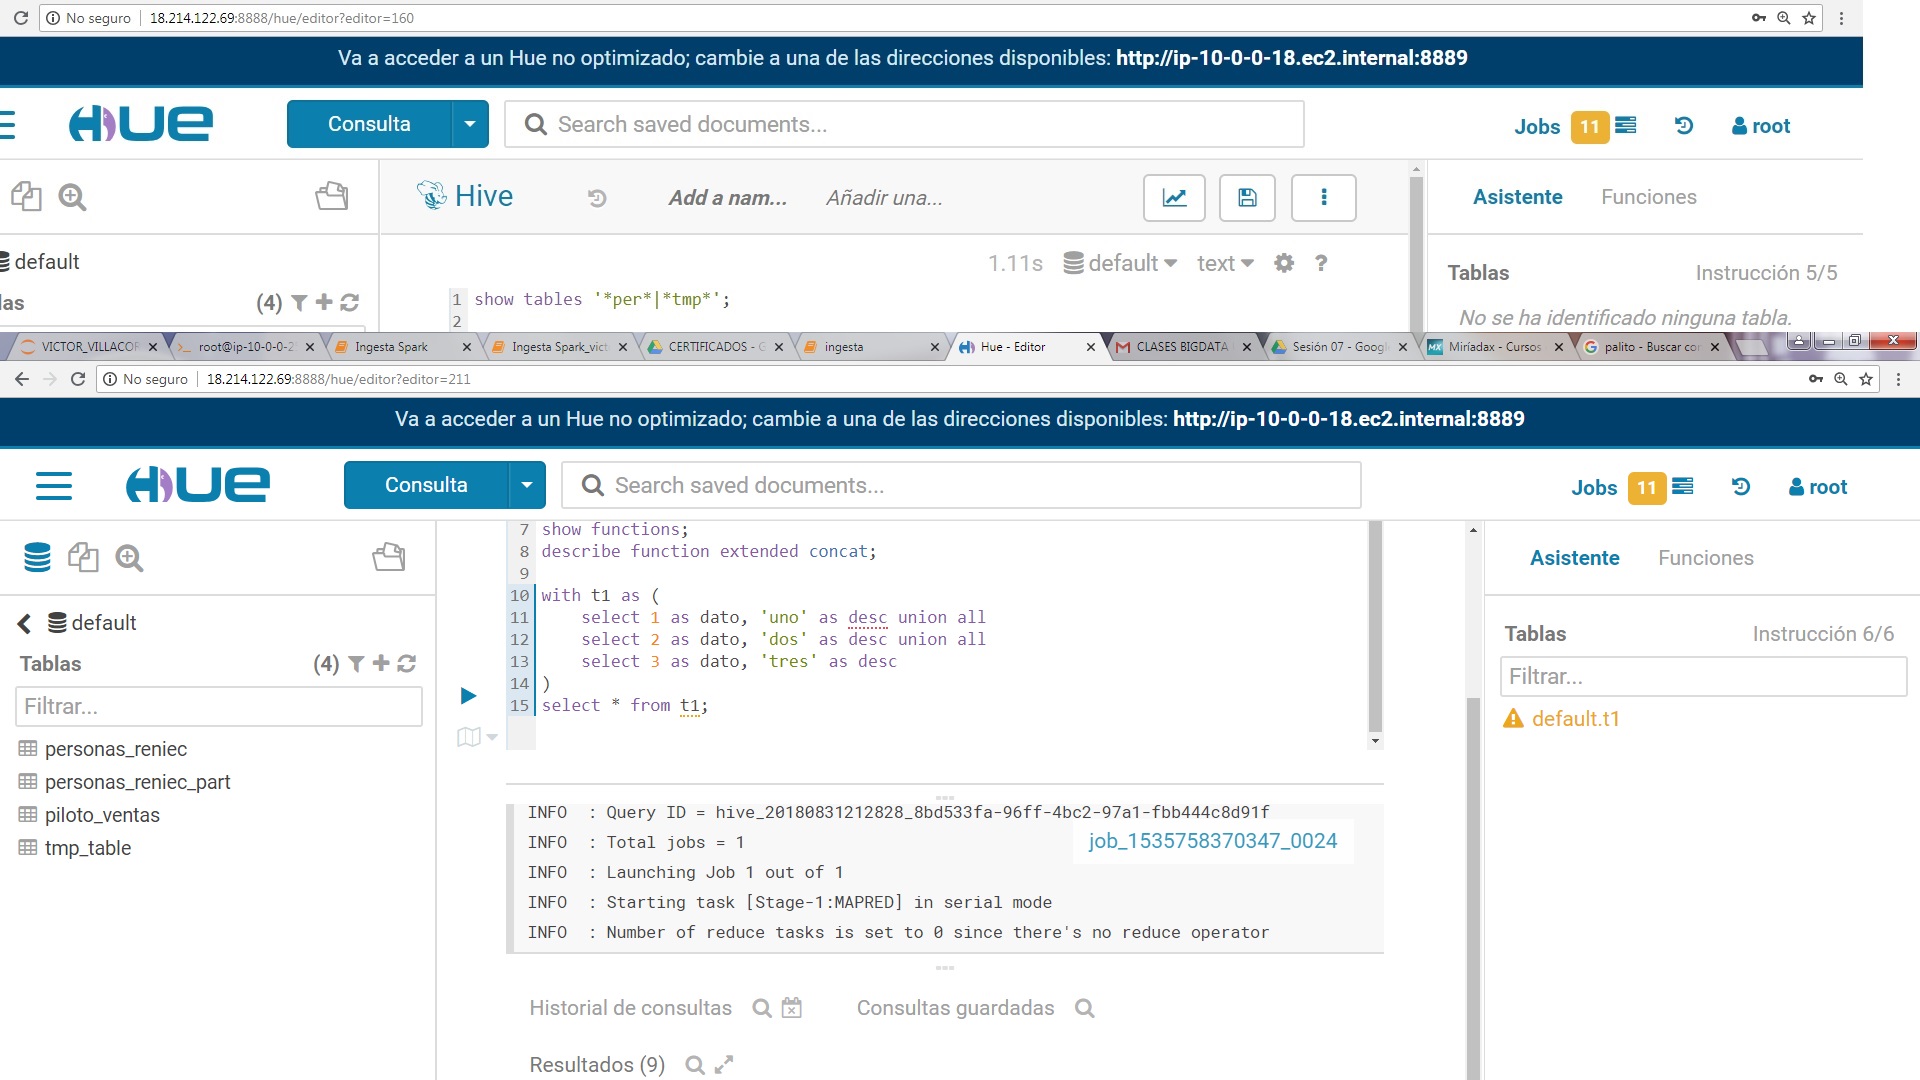 No seguro 18.214.122.69:8888/hue/editor?editor=160
Va a acceder a un Hue no optimizado; cambie a una de las direcciones disponibles: http://ip-10-0-0-18.ec2.internal:8889
HUE Consulta Search saved documents... Jobs 11 root
Hive Add a nam... Añadir una... Asistente Funciones
default 1.11s default text ? Tablas Instrucción 5/5
las (4) 1 show tables '*per*|*tmp*'; No se ha identificado ninguna tabla.
2
VICTOR_VILLACOR root@ip-10-0-0-2 Ingesta Spark Ingesta Spark_vict CERTIFICADOS - G ingesta Hue - Editor CLASES BIGDATA Sesión 07 - Googl Miríadax - Cursos palito - Buscar con
No seguro 18.214.122.69:8888/hue/editor?editor=211
Va a acceder a un Hue no optimizado; cambie a una de las direcciones disponibles: http://ip-10-0-0-18.ec2.internal:8889
HUE Consulta Search saved documents... Jobs 11 root
7 show functions;
8 describe function extended concat;
9
10 with t1 as (
11 select 1 as dato, 'uno' as desc union all
12 select 2 as dato, 'dos' as desc union all
13 select 3 as dato, 'tres' as desc
14 )
15 select * from t1;
default
Tablas (4)
Filtrar...
personas_reniec
personas_reniec_part
piloto_ventas
tmp_table
Asistente Funciones
Tablas Instrucción 6/6
Filtrar...
default.t1
INFO : Query ID = hive_20180831212828_8bd533fa-96ff-4bc2-97a1-fbb444c8d91f
INFO : Total jobs = 1 job_1535758370347_0024
INFO : Launching Job 1 out of 1
INFO : Starting task [Stage-1:MAPRED] in serial mode
INFO : Number of reduce tasks is set to 0 since there's no reduce operator
Historial de consultas Consultas guardadas
Resultados (9)